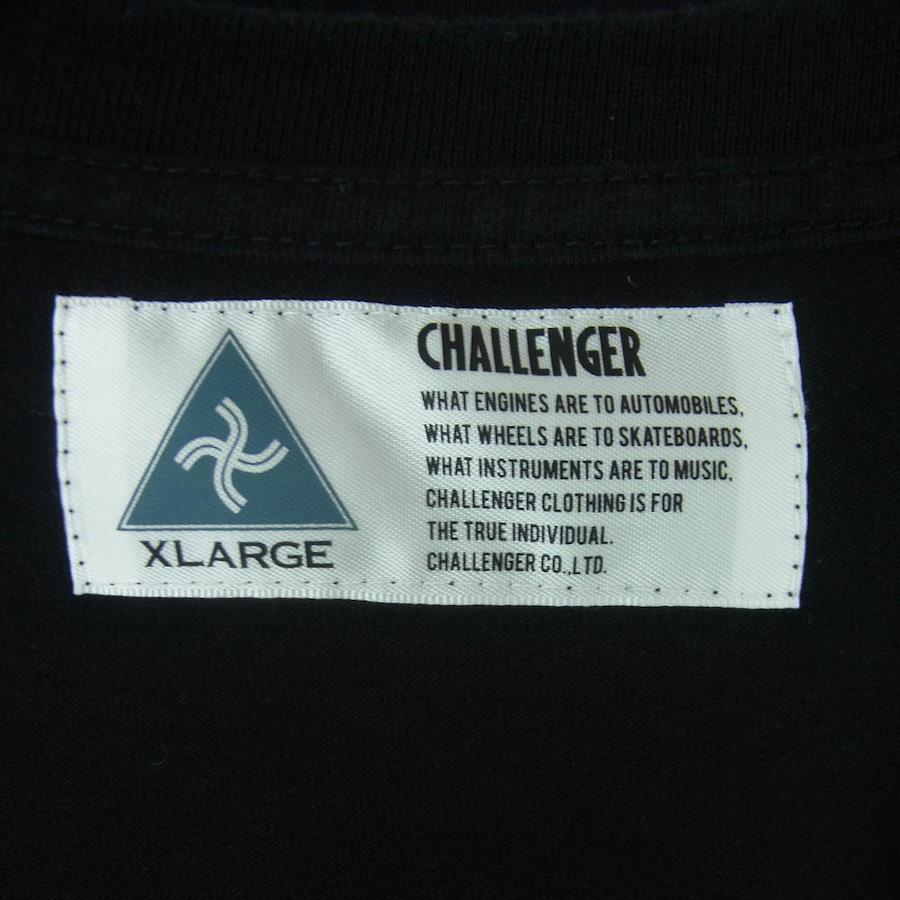 XLARGE
CHALLENGER
WHAT ENGINES ARE TO AUTOMOBILES,
WHAT WHEELS ARE TO SKATEBOARDS,
WHAT INSTRUMENTS ARE TO MUSIC,
CHALLENGER CLOTHING IS FOR
THE TRUE INDIVIDUAL.
CHALLENGER CO.,LTD.